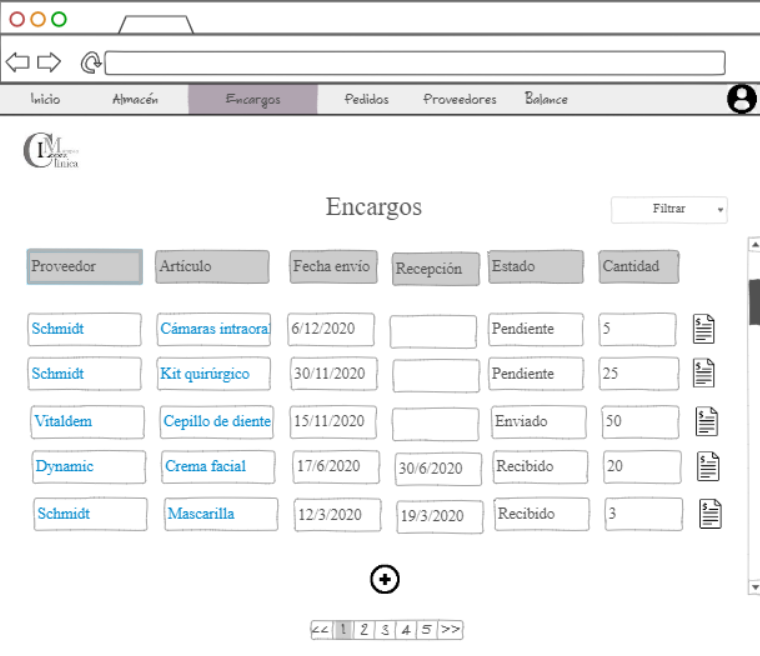 Inicio Almacén Encargos Pedidos Proveedores Balance
Encargos
Filtrar
Proveedor Artículo Fecha envío Recepción Estado Cantidad
Schmidt Cámaras intraoral 6/12/2020 Pendiente 5
Schmidt Kit quirúrgico 30/11/2020 Pendiente 25
Vitaldem Cepillo de diente 15/11/2020 Enviado 50
Dynamic Crema facial 17/6/2020 30/6/2020 Recibido 20
Schmidt Mascarilla 12/3/2020 19/3/2020 Recibido 3
<< 1 2 3 4 5 >>